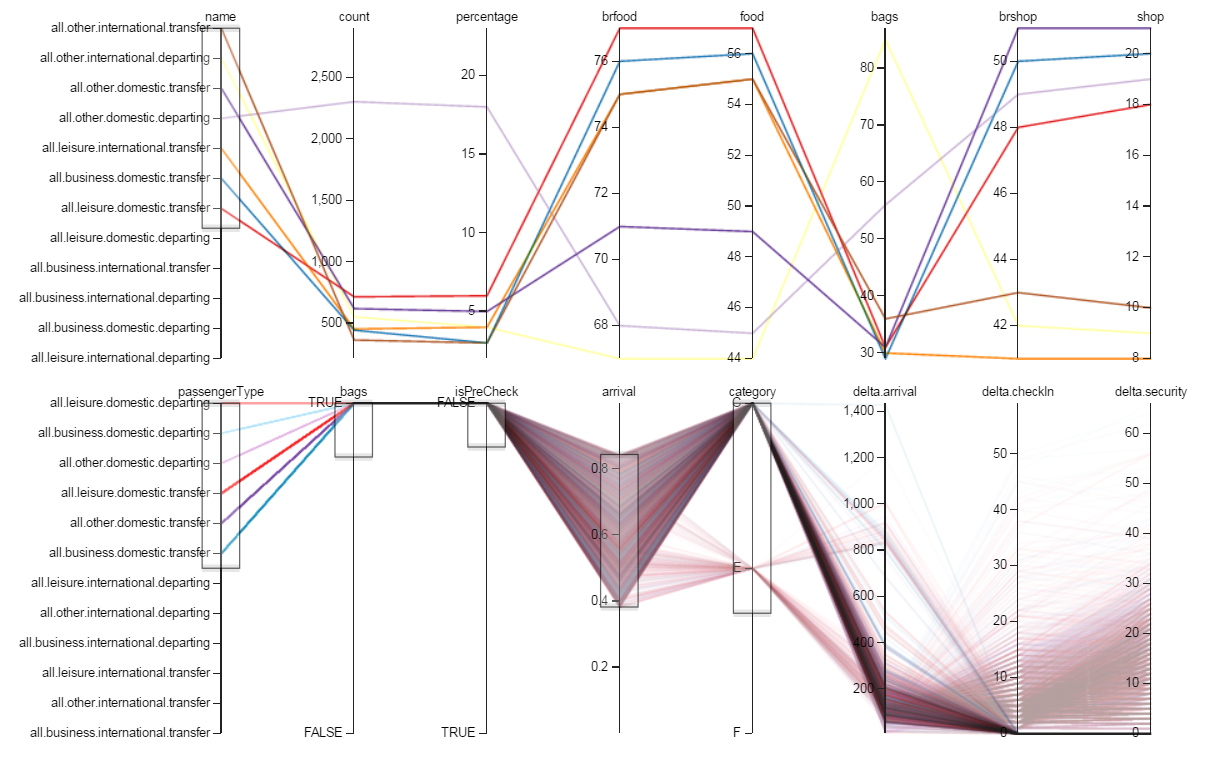 name count percentage brfood food bags brshop shop
all.other.international.transfer
all.other.international.departing
all.other.domestic.transfer
all.other.domestic.departing
all.leisure.international.transfer
all.business.domestic.transfer
all.leisure.domestic.transfer
all.leisure.domestic.departing
all.business.international.transfer
all.business.international.departing
all.business.domestic.departing
all.leisure.international.departing
2,500
2,000
1,500
1,000
500
20
15
10
5
76
74
72
70
68
56
54
52
50
48
46
44
80
70
60
50
40
30
50
48
46
44
42
20
18
16
14
12
10
8
passengerType bags isPreCheck arrival category delta.arrival delta.checkIn delta.security
all.leisure.domestic.departing
all.business.domestic.departing
all.other.domestic.departing
all.leisure.domestic.transfer
all.other.domestic.transfer
all.business.domestic.transfer
all.leisure.international.departing
all.other.international.departing
all.business.international.departing
all.leisure.international.transfer
all.other.international.transfer
all.business.international.transfer
TRUE
FALSE
FALSE
TRUE
0.8
0.6
0.4
0.2
C
E
F
1,400
1,200
1,000
800
600
400
200
50
40
30
20
10
0
60
50
40
30
20
10
0